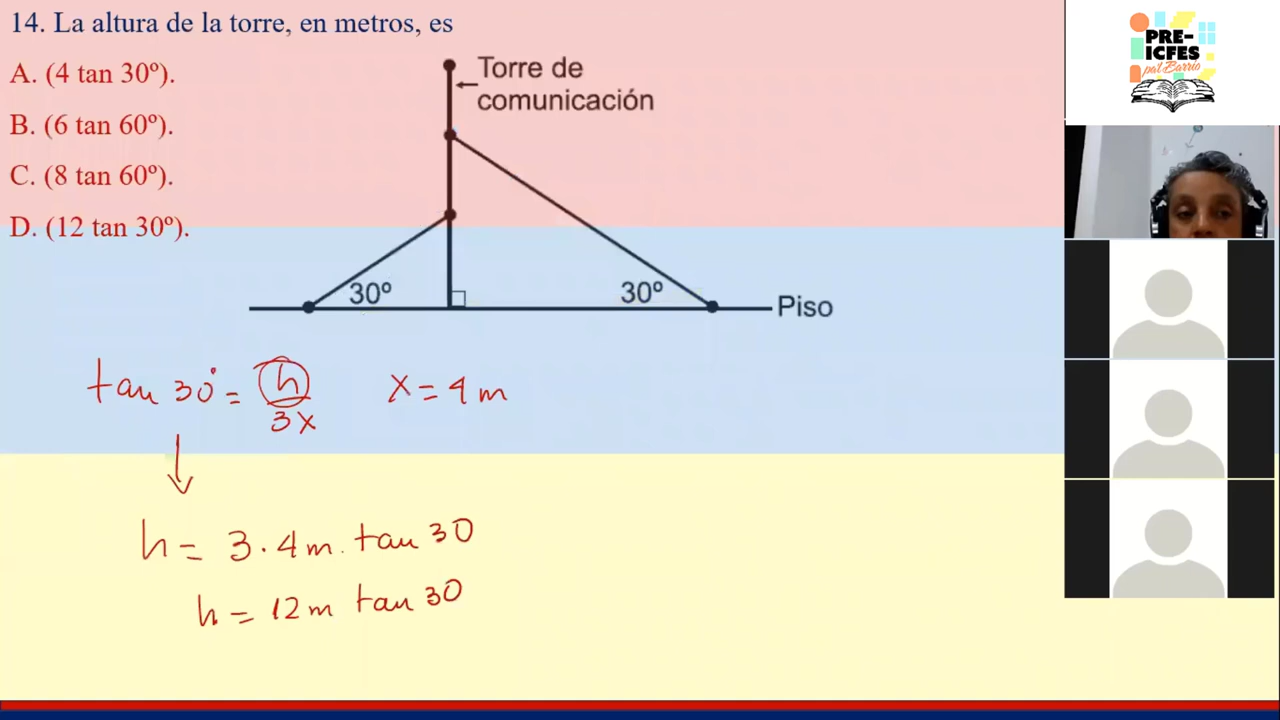 14. La altura de la torre, en metros, es
A. (4 tan 30º).
B. (6 tan 60º).
C. (8 tan 60º).
D. (12 tan 30º).
Torre de
comunicación
30º
30º
Piso
tan 30° = h
3x
x = 4 m
h = 3 . 4 m . tan 30
h = 12 m tan 30
PRE-
ICFES
pal Barrio